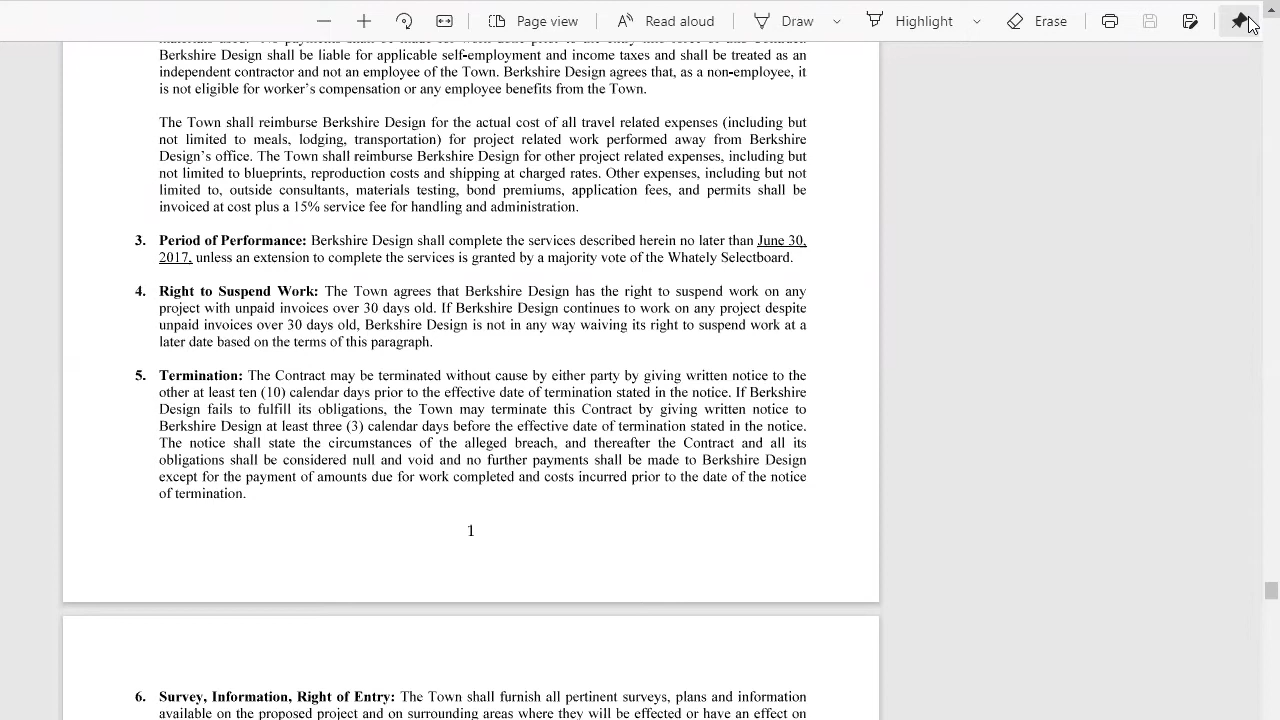 Page view
Read aloud
Draw
Highlight
Erase
Berkshire Design shall be liable for applicable self-employment and income taxes and shall be treated as an
independent contractor and not an employee of the Town. Berkshire Design agrees that, as a non-employee, it
is not eligible for worker's compensation or any employee benefits from the Town.
The Town shall reimburse Berkshire Design for the actual cost of all travel related expenses (including but
not limited to meals, lodging, transportation) for project related work performed away from Berkshire
Design's office. The Town shall reimburse Berkshire Design for other project related expenses, including but
not limited to blueprints, reproduction costs and shipping at charged rates. Other expenses, including but not
limited to, outside consultants, materials testing, bond premiums, application fees, and permits shall be
invoiced at cost plus a 15% service fee for handling and administration.
3. Period of Performance: Berkshire Design shall complete the services described herein no later than June 30,
2017, unless an extension to complete the services is granted by a majority vote of the Whately Selectboard.
4. Right to Suspend Work: The Town agrees that Berkshire Design has the right to suspend work on any
project with unpaid invoices over 30 days old. If Berkshire Design continues to work on any project despite
unpaid invoices over 30 days old, Berkshire Design is not in any way waiving its right to suspend work at a
later date based on the terms of this paragraph.
5. Termination: The Contract may be terminated without cause by either party by giving written notice to the
other at least ten (10) calendar days prior to the effective date of termination stated in the notice. If Berkshire
Design fails to fulfill its obligations, the Town may terminate this Contract by giving written notice to
Berkshire Design at least three (3) calendar days before the effective date of termination stated in the notice.
The notice shall state the circumstances of the alleged breach, and thereafter the Contract and all its
obligations shall be considered null and void and no further payments shall be made to Berkshire Design
except for the payment of amounts due for work completed and costs incurred prior to the date of the notice
of termination.
1
6. Survey, Information, Right of Entry: The Town shall furnish all pertinent surveys, plans and information
available on the proposed project and on surrounding areas where they will be effected or have an effect on